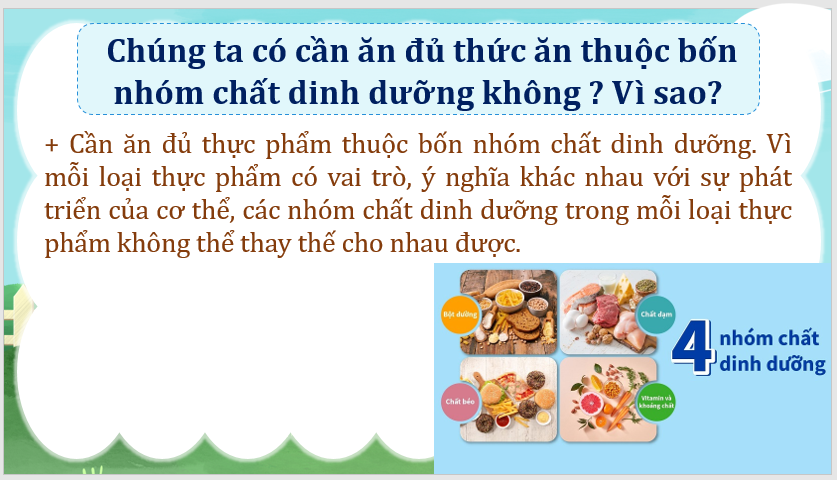 Chúng ta có cần ăn đủ thức ăn thuộc bốn
nhóm chất dinh dưỡng không ? Vì sao?
+ Cần ăn đủ thực phẩm thuộc bốn nhóm chất dinh dưỡng. Vì
mỗi loại thực phẩm có vai trò, ý nghĩa khác nhau với sự phát
triển của cơ thể, các nhóm chất dinh dưỡng trong mỗi loại thực
phẩm không thể thay thế cho nhau được.
Bột đường
Chất đạm
4 nhóm chất
dinh dưỡng
Chất béo
Vitamin và
khoáng chất